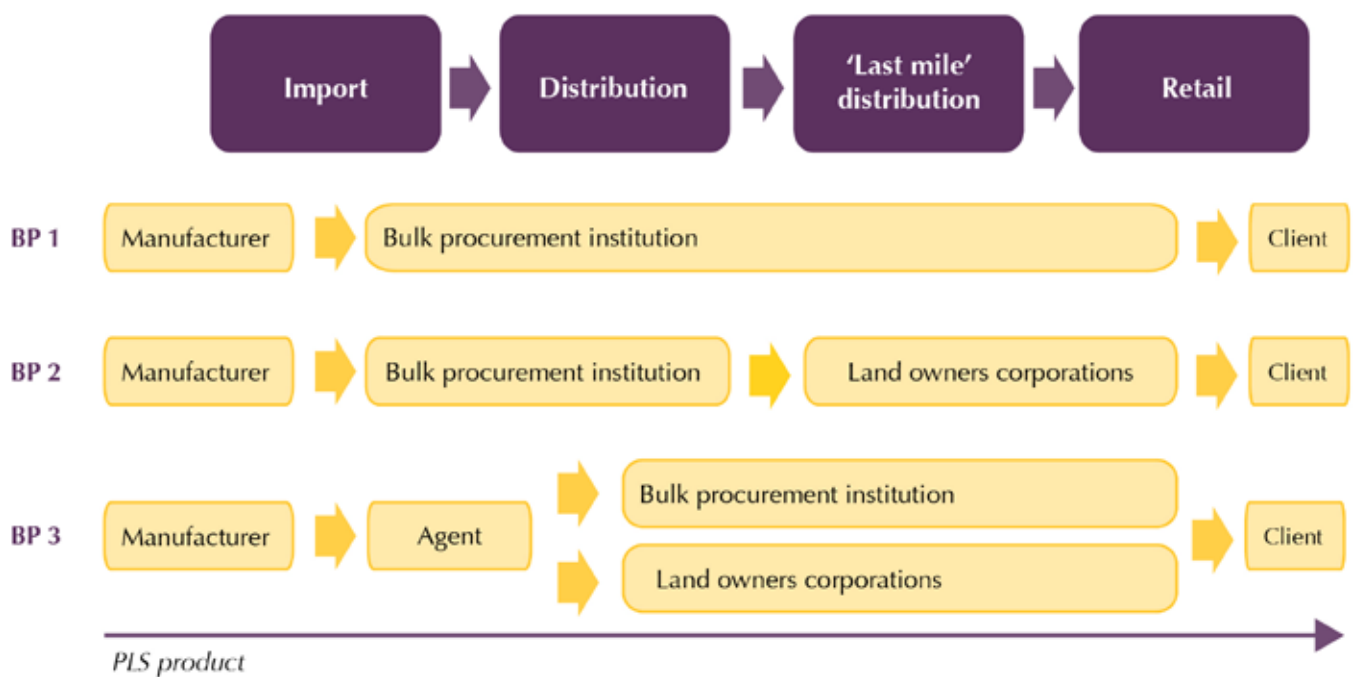 Import
Distribution
‘Last mile’
distribution
Retail
BP 1
Manufacturer
Bulk procurement institution
Client
BP 2
Manufacturer
Bulk procurement institution
Land owners corporations
Client
BP 3
Manufacturer
Agent
Bulk procurement institution
Land owners corporations
Client
PLS product